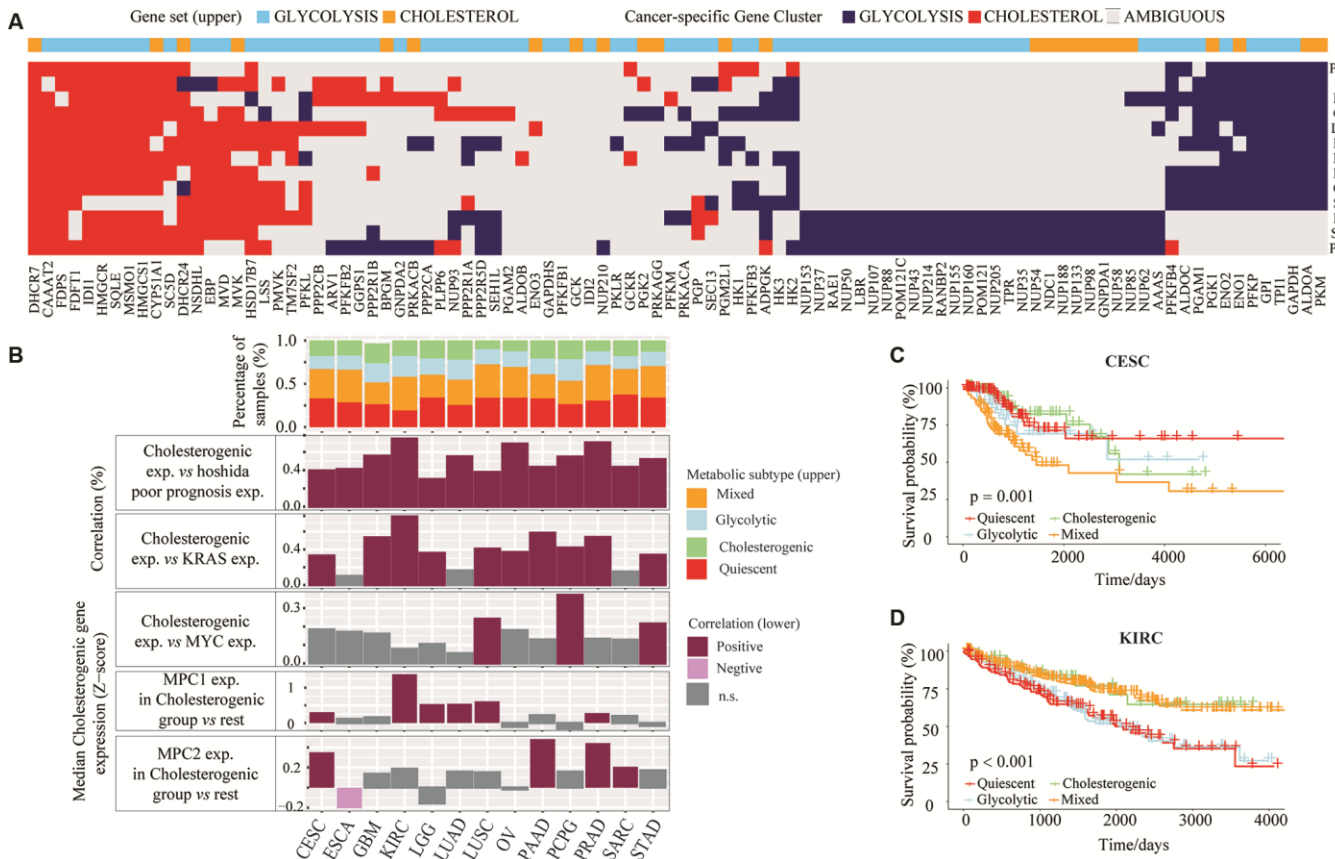 Gene set (upper) GLYCOLYSIS CHOLESTEROL Cancer-specific Gene Cluster GLYCOLYSIS CHOLESTEROL AMBIGUOUS
A
DHCR7
CAAAT2
FDPS
FDFT1
IDI1
HMGCR
SQLE
MSMO1
HMGCS1
CYP51A1
SC5D
DHCR24
NSDHL
EBP
MVD
MVK
HSD17B7
LSS
PMVK
TM7SF2
PFKL
PPP2CB
ARV1
PFKFB2
GGPS1
PPP2R1B
BPGM
GNPDA2
PRKACB
PPP2CA
PLPP6
NUP93
PPP2R1A
PPP2R5D
SEH1L
PGAM2
ALDOB
ENO3
GAPDHS
PFKFB1
GCK
IDI2
NUP210
PKLR
GCKR
PGK2
PRKAGG
PFKM
PRKACA
PGP
SEC13
PGM2L1
HK1
PFKFB3
ADPGK
HK3
HK2
NUP153
NUP37
RAE1
NUP50
LBR
NUP107
NUP88
POM121C
NUP43
NUP214
RANBP2
NUP155
NUP160
POM121
NUP205
TPR
NUP35
NUP54
NDC1
NUP188
NUP133
NUP98
GNPDA1
NUP58
NUP85
NUP62
AAAS
PFKFB4
ALDOC
PGAM1
PGK1
ENO2
ENO1
PFKP
GPI
TPI1
GAPDH
ALDOA
PKM
B
Percentage of
samples (%)
1.0
0.5
0.0
Correlation (%)
Cholesterogenic
exp. vs hoshida
poor prognosis exp.
0.4
0.0
Cholesterogenic
exp. vs KRAS exp.
0.4
0.0
Cholesterogenic
exp. vs MYC exp.
0.3
0.0
Median Cholesterogenic gene
expression (Z−score)
MPC1 exp.
in Cholesterogenic
group vs rest
1
0
MPC2 exp.
in Cholesterogenic
group vs rest
0.2
−0.2
CESC
ESCA
GBM
KIRC
LGG
LUAD
LUSC
OV
PAAD
PCPG
PRAD
SARC
STAD
Metabolic subtype (upper)
Mixed
Glycolytic
Cholesterogenic
Quiescent
Correlation (lower)
Positive
Negtive
n.s.
C
CESC
Survival probability (%)
100
75
50
25
0
p = 0.001
Quiescent Cholesterogenic
Glycolytic Mixed
0 2000 4000 6000
Time/days
D
KIRC
Survival probability (%)
100
75
50
25
0
p < 0.001
Quiescent Cholesterogenic
Glycolytic Mixed
0 1000 2000 3000 4000
Time/days